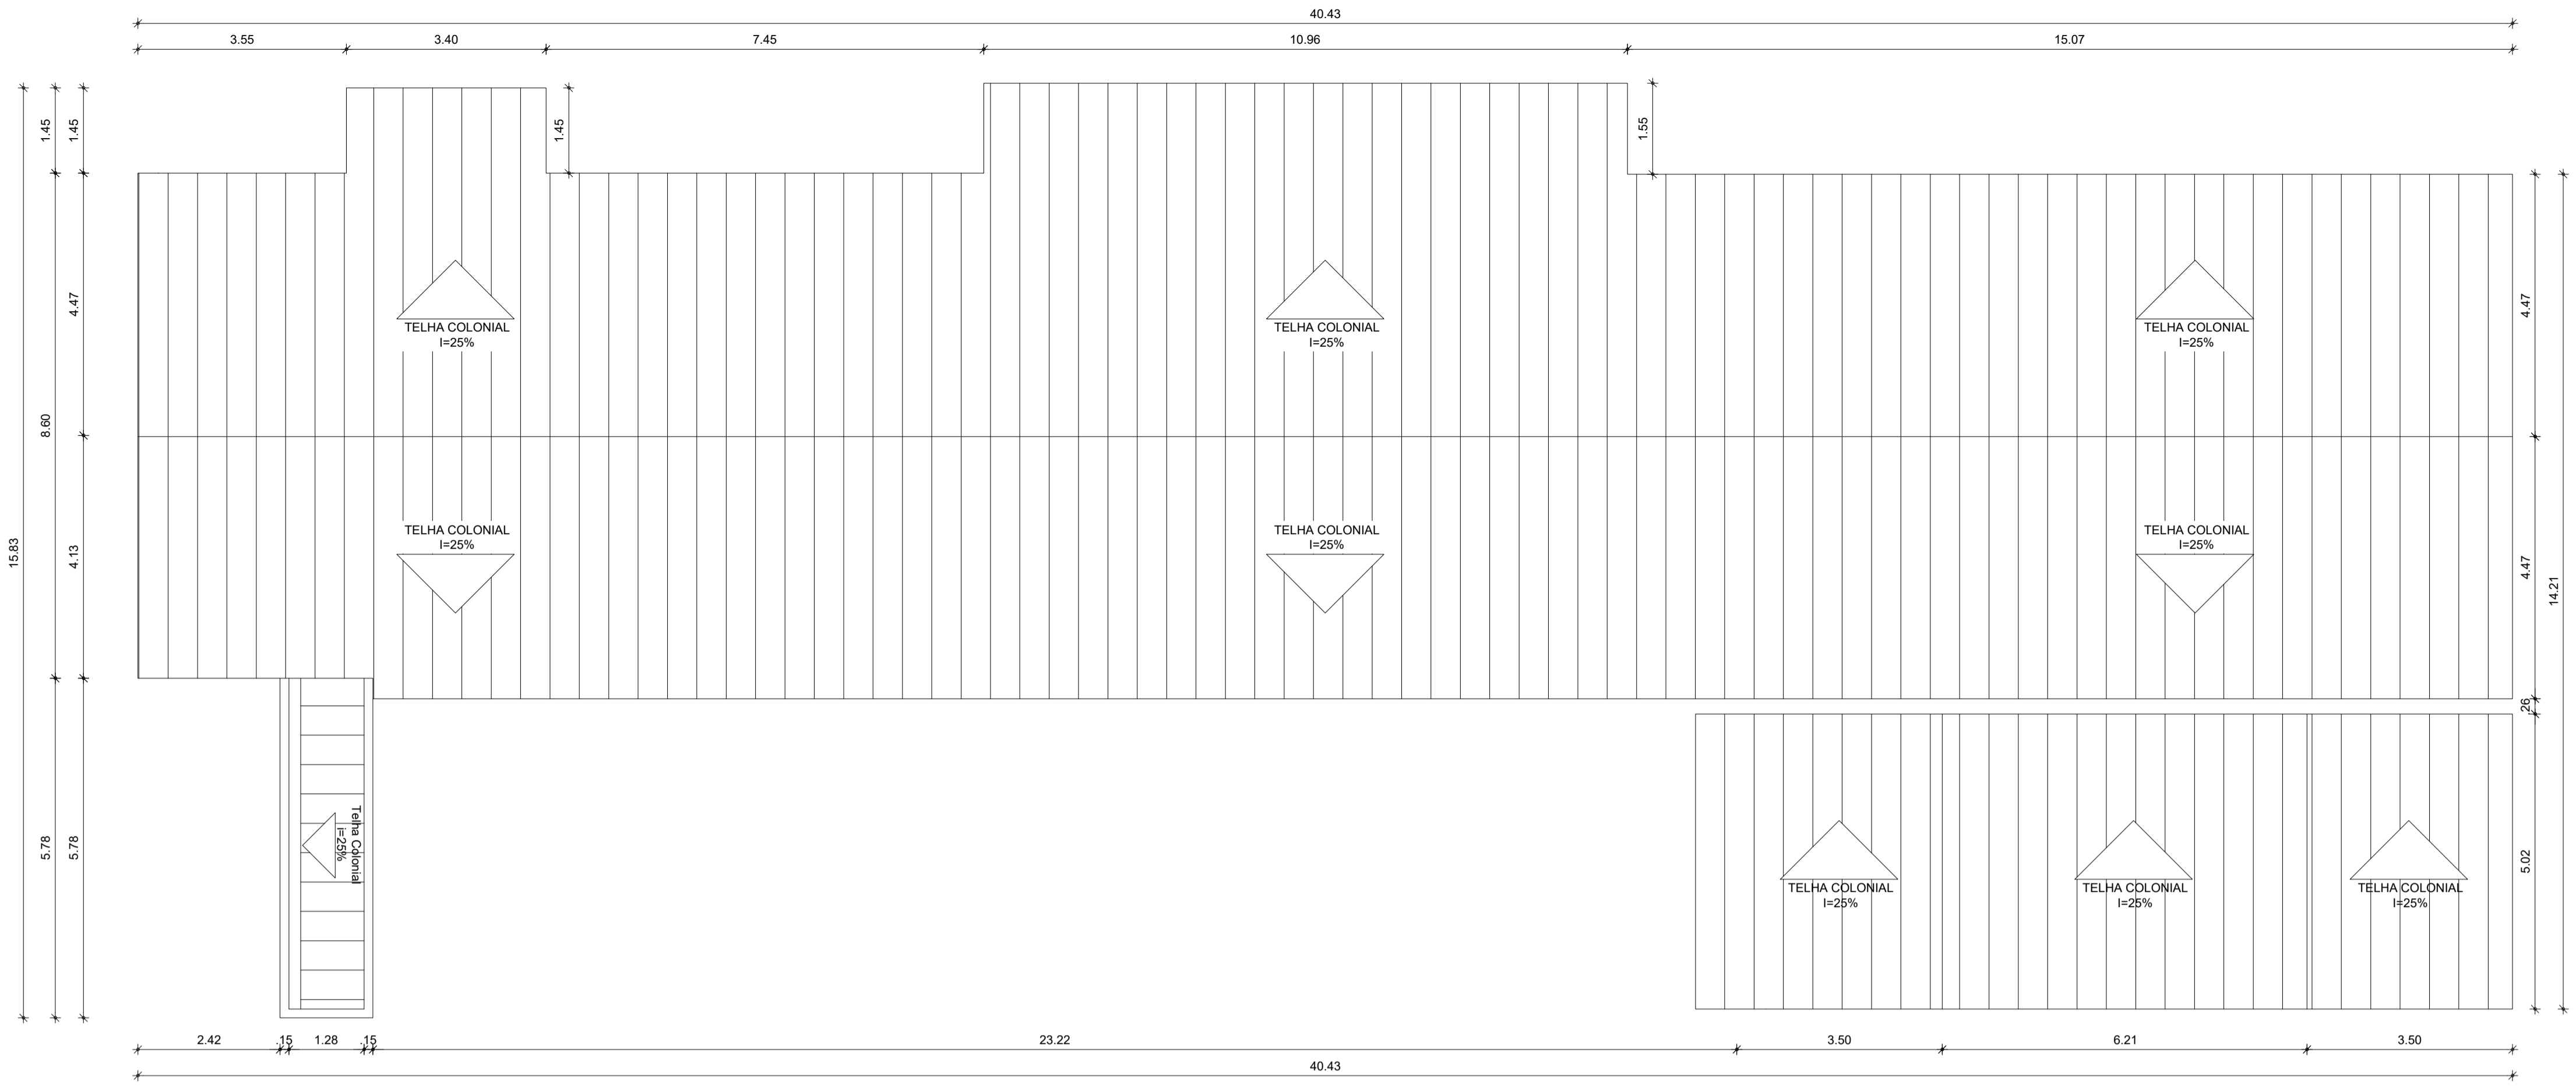 40.43
3.55
3.40
7.45
10.96
15.07
1.45
1.45
1.45
1.55
4.47
4.47
TELHA COLONIAL
I=25%
TELHA COLONIAL
I=25%
TELHA COLONIAL
I=25%
15.83
8.60
4.13
4.47
14.21
TELHA COLONIAL
I=25%
TELHA COLONIAL
I=25%
TELHA COLONIAL
I=25%
26
5.78
5.78
Telha Colonial
i=25%
5.02
TELHA COLONIAL
I=25%
TELHA COLONIAL
I=25%
TELHA COLONIAL
I=25%
2.42
.15
1.28
.15
23.22
3.50
6.21
3.50
40.43